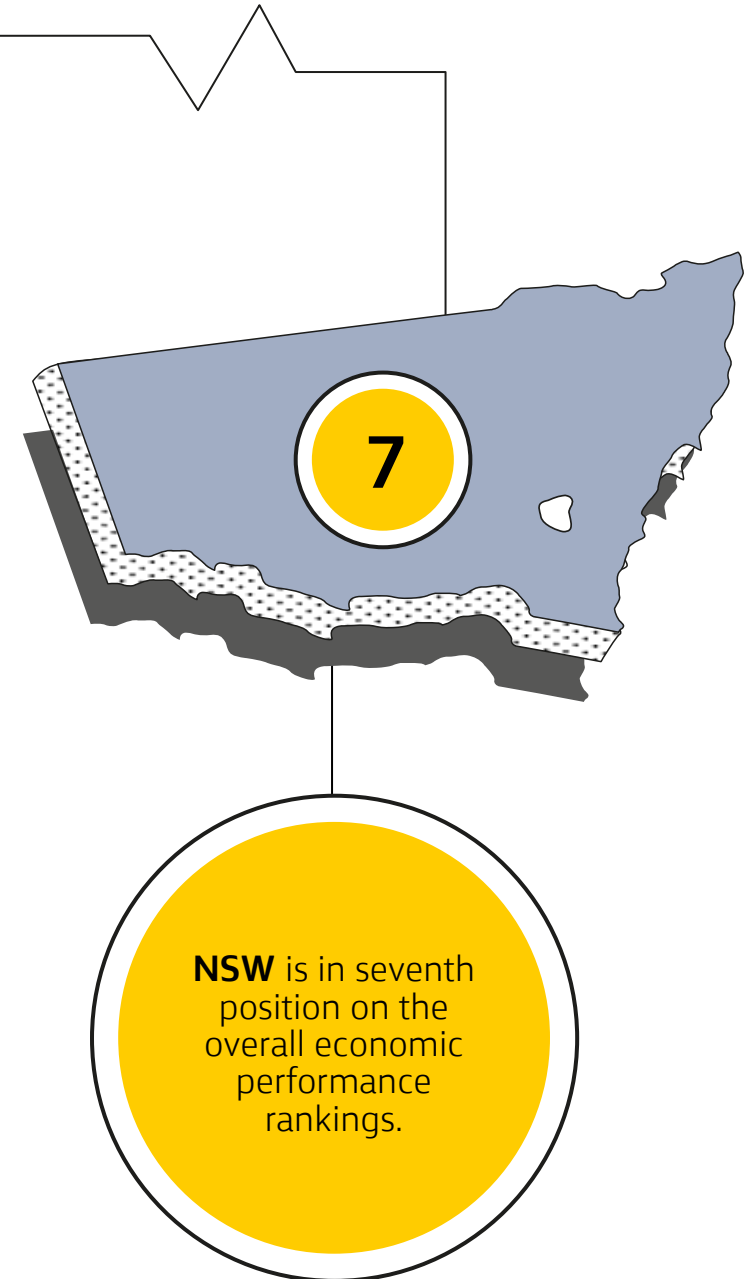 7
NSW is in seventh
position on the
overall economic
performance
rankings.